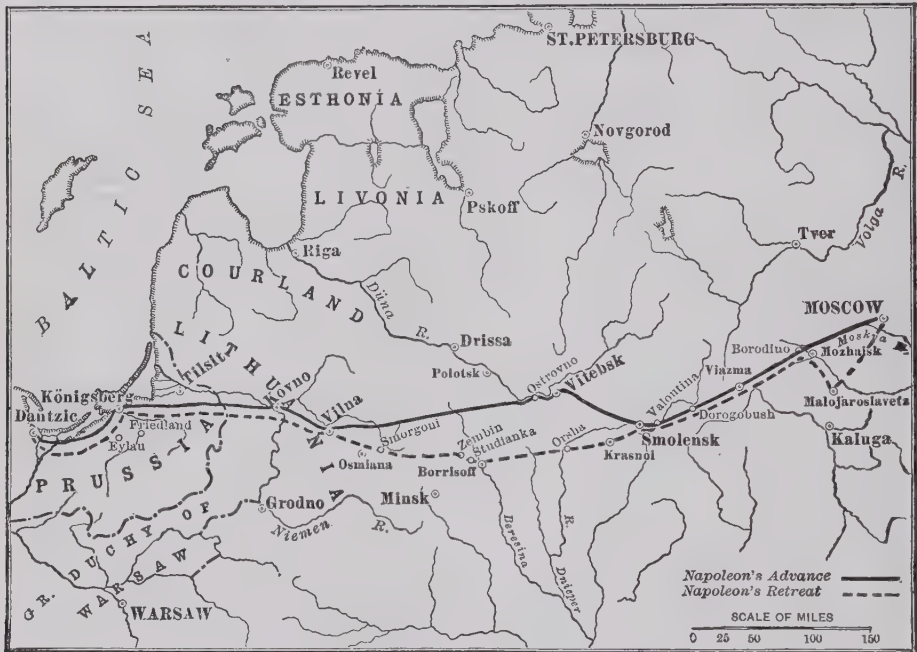 BALTIC SEA
ST. PETERSBURG
Revel
ESTHONIA
Novgorod
LIVONIA
Pskoff
Riga
Tver
Volga R.
COURLAND
Düna R.
Drissa
MOSCOW
Moskva
LITHUANIA
Polotsk
Ostrovno
Vitebsk
Borodino
Mozhaisk
Viazma
Tilsit
Kovno
Malojaroslavetz
Königsberg
Dantzic
Friedland
Eylau
Vilna
Smorgoni
Zembin
Studianka
Orsha
Valontina
Dorogobush
Smolensk
Krasnoi
Kaluga
PRUSSIA
Osmiana
Borrisoff
Grodno
Minsk
Niemen R.
Beresina
R. Dnieper
GR. DUCHY OF
WARSAW
WARSAW
Napoleon's Advance
Napoleon's Retreat
SCALE OF MILES
0 25 50 100 150